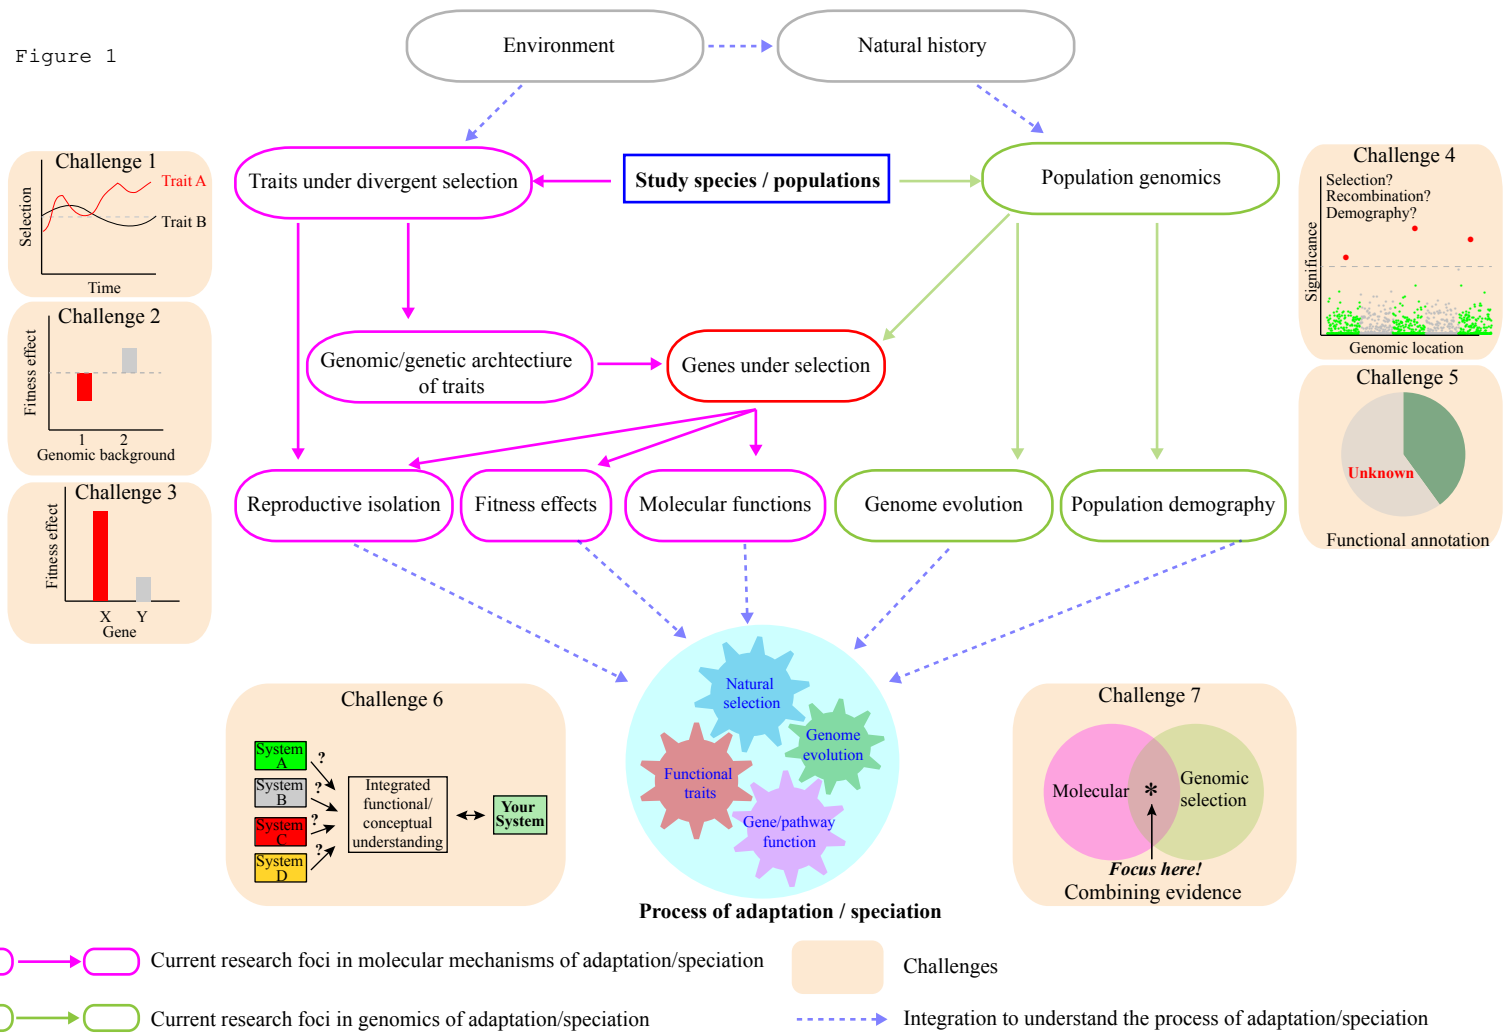 Figure 1
Environment
Natural history
Traits under divergent selection
Study species / populations
Population genomics
Genomic/genetic archtectiure
of traits
Genes under selection
Reproductive isolation
Fitness effects
Molecular functions
Genome evolution
Population demography
Challenge 1
Selection
Trait A
Trait B
Time
Challenge 2
Fitness effect
1
2
Genomic background
Challenge 3
Fitness effect
X
Y
Gene
Challenge 4
Selection?
Recombination?
Demography?
Significance
Genomic location
Challenge 5
Unknown
Functional annotation
Challenge 6
System
A
?
System
B
?
System
C
?
System
D
?
Integrated
functional/
conceptual
understanding
Your
System
Natural
selection
Genome
evolution
Functional
traits
Gene/pathway
function
Process of adaptation / speciation
Challenge 7
Molecular
*
Genomic
selection
Focus here!
Combining evidence
Current research foci in molecular mechanisms of adaptation/speciation
Challenges
Current research foci in genomics of adaptation/speciation
Integration to understand the process of adaptation/speciation